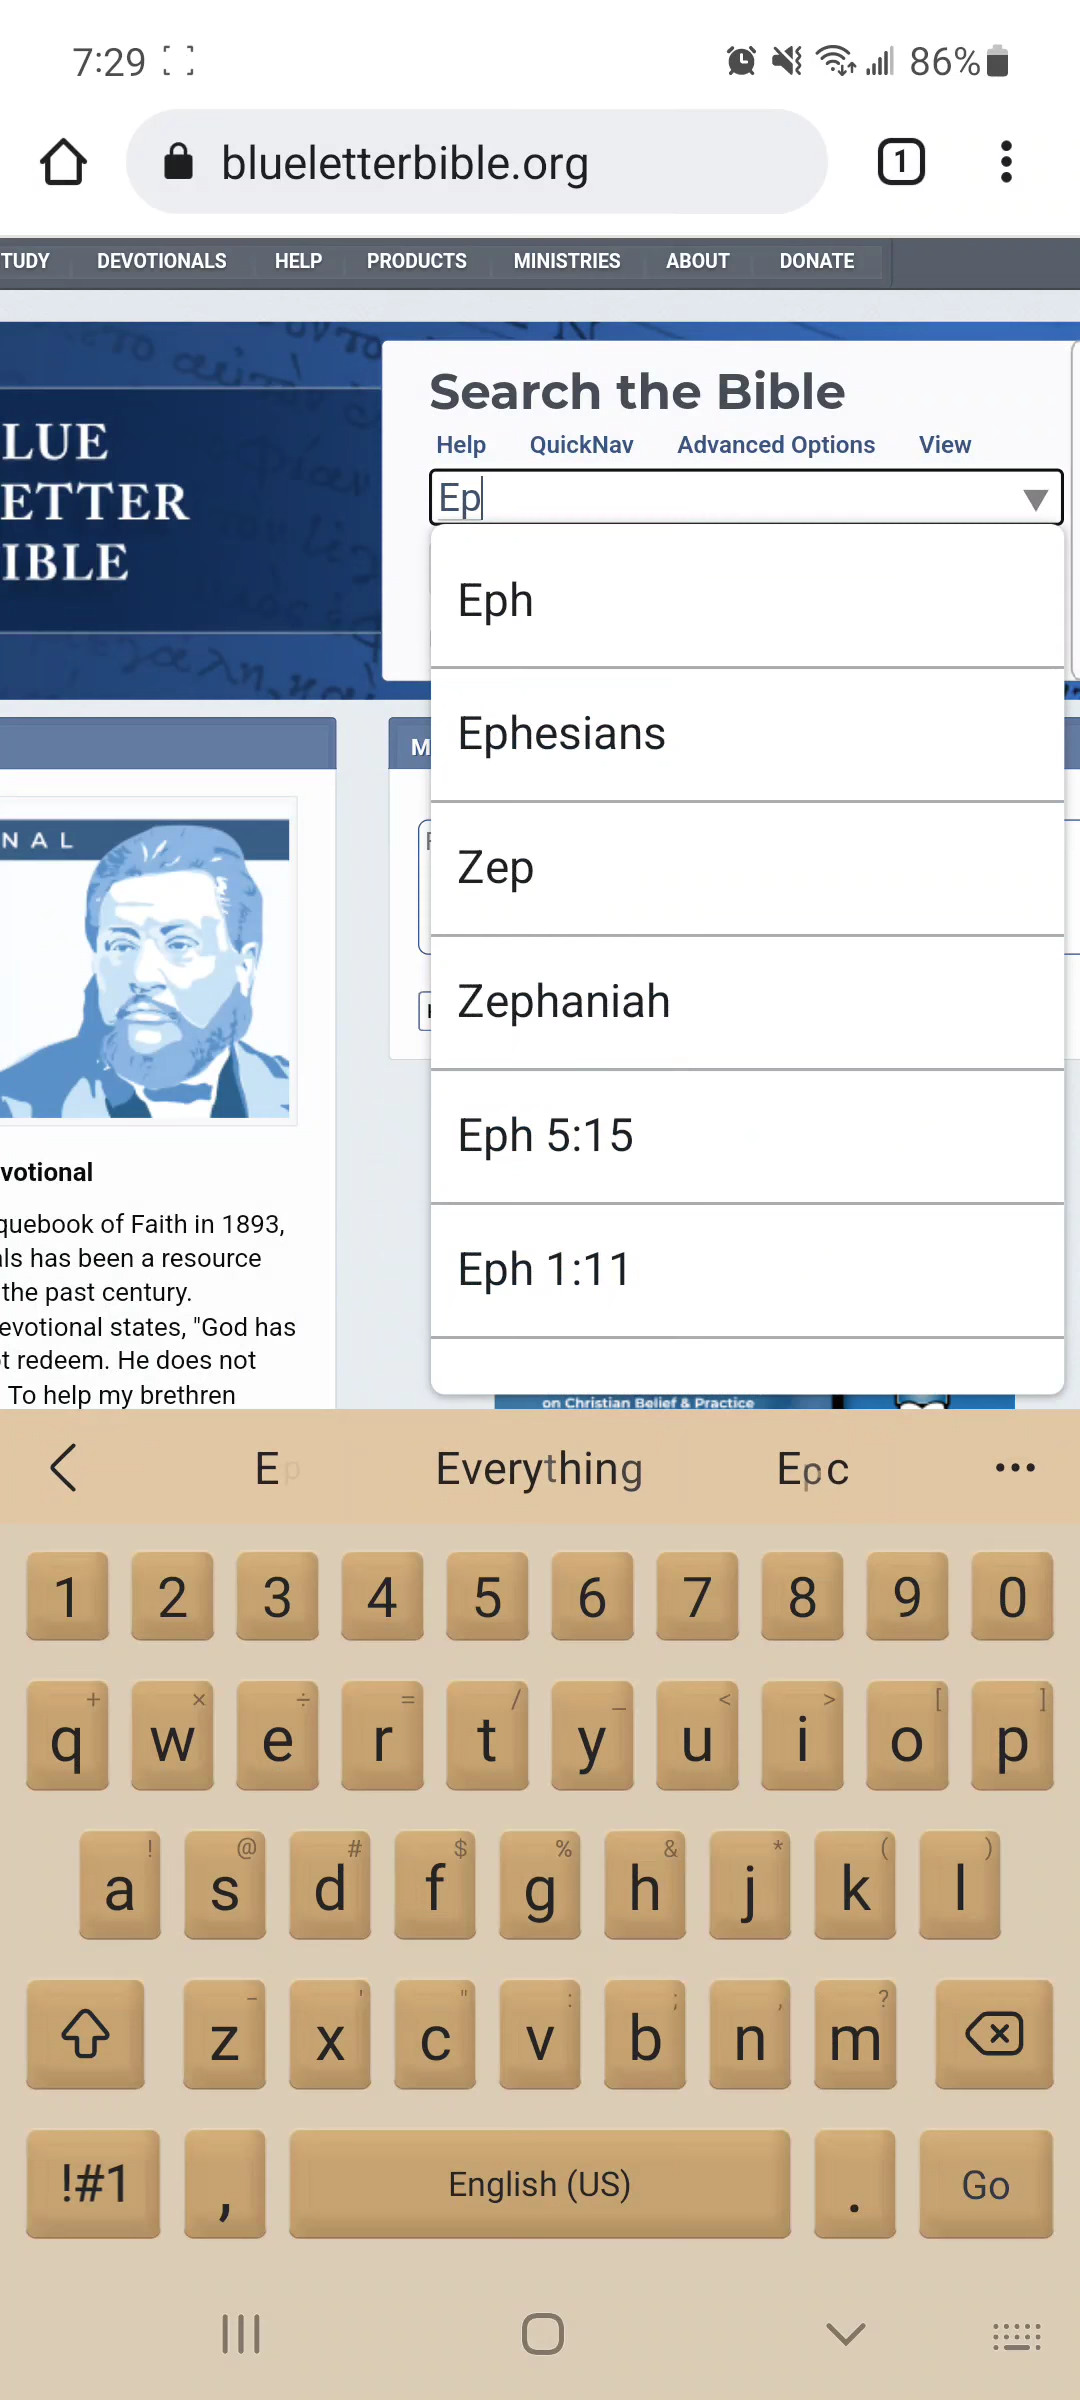 7:29
86%
blueletterbible.org
1
TUDY DEVOTIONALS HELP PRODUCTS MINISTRIES ABOUT DONATE
LUE
ETTER
IBLE
Search the Bible
Help QuickNav Advanced Options View
Ep
Eph
Ephesians
Zep
Zephaniah
Eph 5:15
Eph 1:11
M
NAL
votional
quebook of Faith in 1893,
als has been a resource
the past century.
evotional states, "God has
t redeem. He does not
To help my brethren
on Christian Belief & Practice
Ep Everything Epc
1 2 3 4 5 6 7 8 9 0
+ × ÷ = / _ < > [ ]
q w e r t y u i o p
! @ # $ % & * ( )
a s d f g h j k l
- ' " : ; , ?
z x c v b n m
!#1 , English (US) . Go